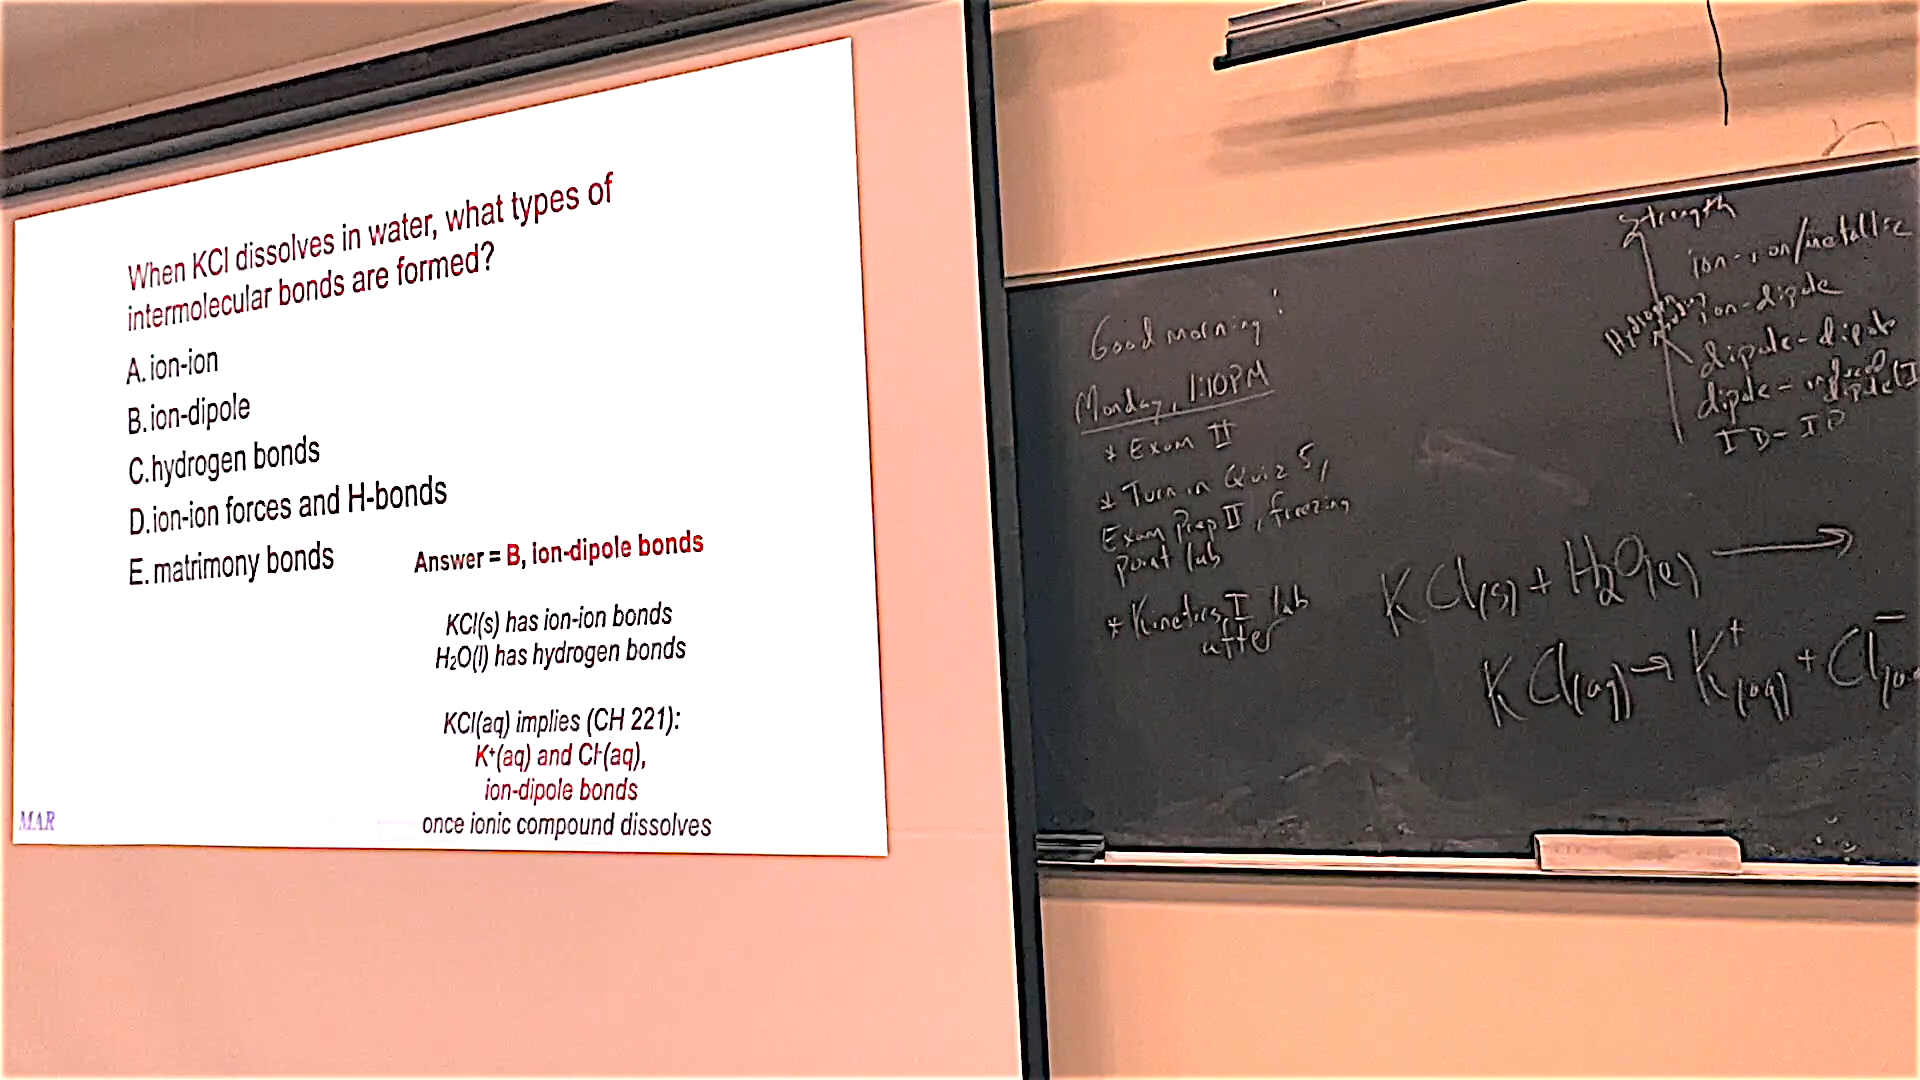 When KCl dissolves in water, what types of
intermolecular bonds are formed?
A. ion-ion
B. ion-dipole
C. hydrogen bonds
D. ion-ion forces and H-bonds
E. matrimony bonds
Answer = B, ion-dipole bonds
KCl(s) has ion-ion bonds
H₂O(l) has hydrogen bonds
KCl(aq) implies (CH 221):
K⁺(aq) and Cl⁻(aq),
ion-dipole bonds
once ionic compound dissolves
MAR
Good morning!
Monday, 1:10PM
* Exam II
* Turn in Quiz 5,
Exam Prep II, freezing
point lab
* Kinetics I lab
after
Strength
ion-ion/metallic
ion-dipole
Hydrogen
dipole-dipole
dipole-induced
dipole (I
ID-ID
KCl(s) + H₂O(l) →
KCl(aq) → K⁺(aq) + Cl⁻(a